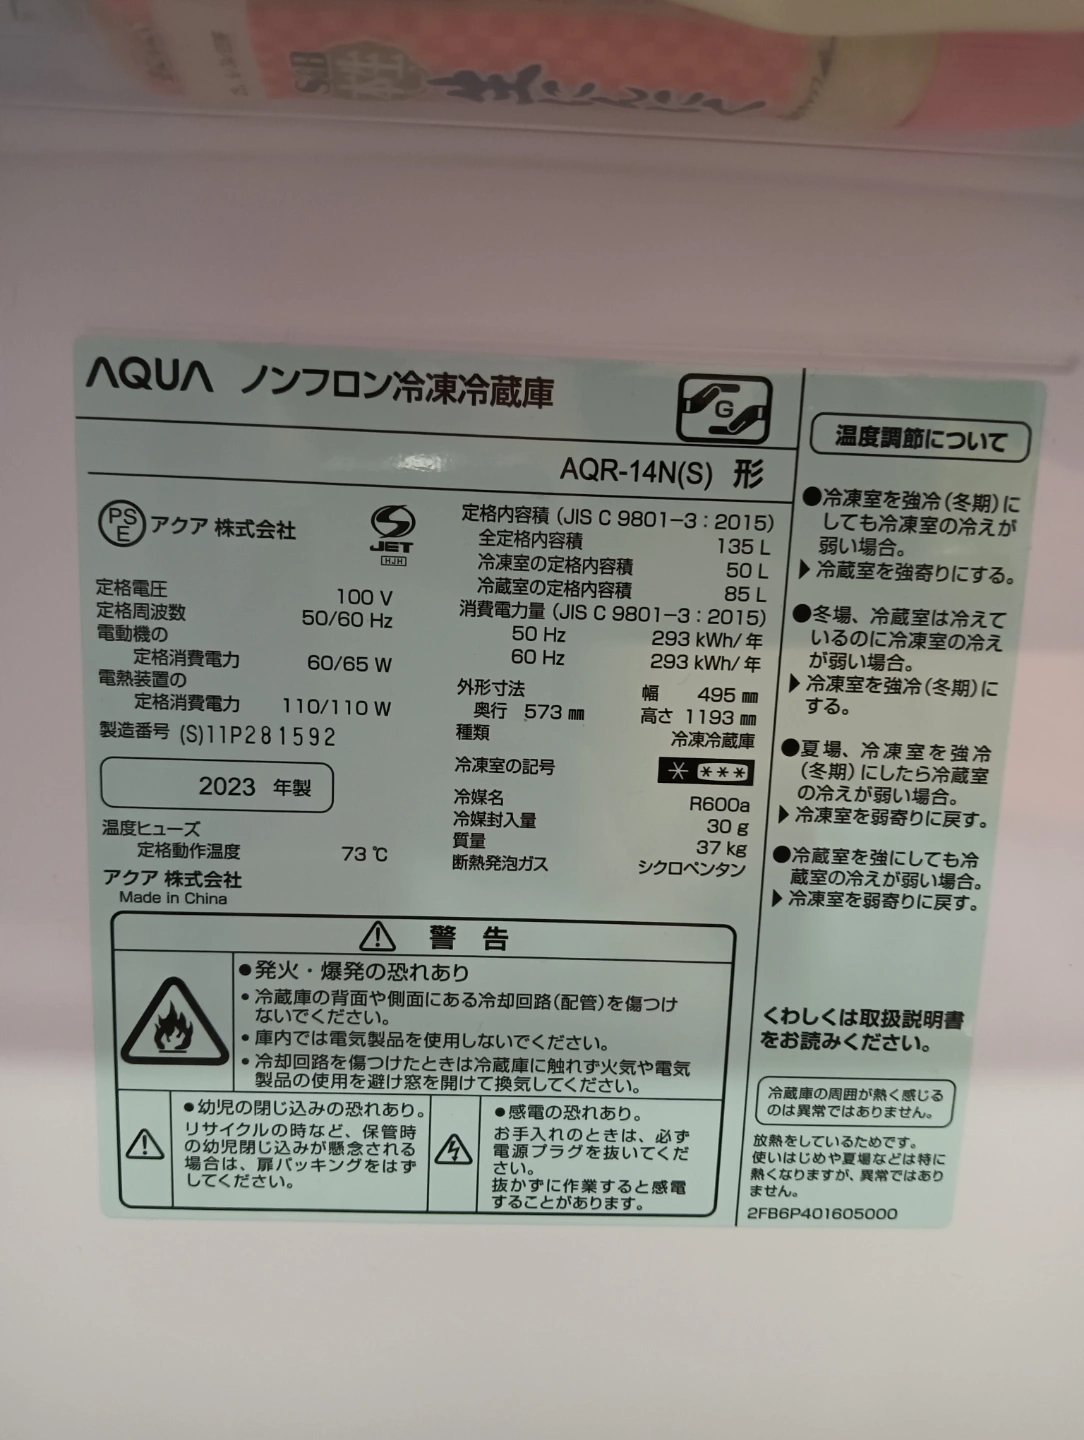 S&B
生にんにく
AQUA ノンフロン冷凍冷蔵庫
G
AQR-14N(S) 形
PS
E
アクア 株式会社
JET
HJH
定格電圧 100 V
定格周波数 50/60 Hz
電動機の
定格消費電力 60/65 W
電熱装置の
定格消費電力 110/110 W
製造番号 (S)11P281592
2023 年製
温度ヒューズ
定格動作温度 73 ℃
アクア 株式会社
Made in China
定格内容積 (JIS C 9801-3:2015)
全定格内容積 135 L
冷凍室の定格内容積 50 L
冷蔵室の定格内容積 85 L
消費電力量 (JIS C 9801-3:2015)
50 Hz 293 kWh/年
60 Hz 293 kWh/年
外形寸法 幅 495 ㎜
奥行 573 ㎜ 高さ 1193 ㎜
種類 冷凍冷蔵庫
冷凍室の記号 * ***
冷媒名 R600a
冷媒封入量 30 g
質量 37 kg
断熱発泡ガス シクロペンタン
警 告
●発火・爆発の恐れあり
・冷蔵庫の背面や側面にある冷却回路(配管)を傷つけ
ないでください。
・庫内では電気製品を使用しないでください。
・冷却回路を傷つけたときは冷蔵庫に触れず火気や電気
製品の使用を避け窓を開けて換気してください。
●幼児の閉じ込みの恐れあり。
リサイクルの時など、保管時
の幼児閉じ込みが懸念される
場合は、扉パッキングをはず
してください。
●感電の恐れあり。
お手入れのときは、必ず
電源プラグを抜いてくだ
さい。
抜かずに作業すると感電
することがあります。
温度調節について
●冷凍室を強冷(冬期)に
しても冷凍室の冷えが
弱い場合。
▶冷蔵室を強寄りにする。
●冬場、冷蔵室は冷えて
いるのに冷凍室の冷え
が弱い場合。
▶冷凍室を強冷(冬期)に
する。
●夏場、冷凍室を強冷
(冬期)にしたら冷蔵室
の冷えが弱い場合。
▶冷凍室を弱寄りに戻す。
●冷蔵室を強にしても冷
蔵室の冷えが弱い場合。
▶冷凍室を弱寄りに戻す。
くわしくは取扱説明書
をお読みください。
冷蔵庫の周囲が熱く感じる
のは異常ではありません。
放熱をしているためです。
使いはじめや夏場などは特に
熱くなりますが、異常ではあり
ません。
2FB6P401605000